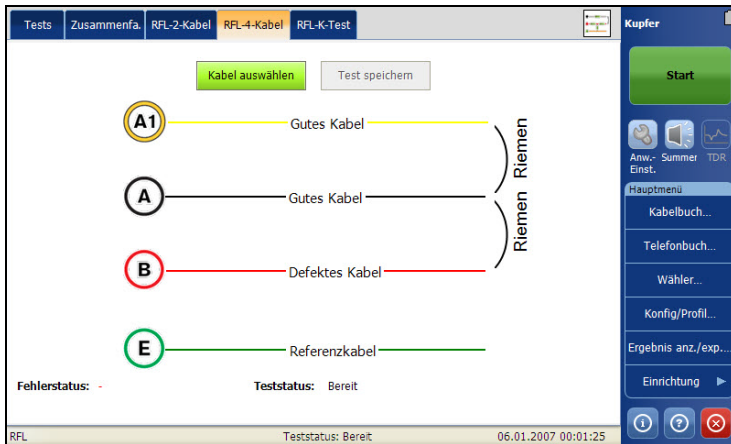 Tests Zusammenfa. RFL-2-Kabel RFL-4-Kabel RFL-K-Test
Kabel auswählen Test speichern
A1 Gutes Kabel
Riemen
A Gutes Kabel
Riemen
B Defektes Kabel
E Referenzkabel
Fehlerstatus: - Teststatus: Bereit
RFL Teststatus: Bereit 06.01.2007 00:01:25
Kupfer
Start
Anw.- Summer TDR
Einst.
Hauptmenü
Kabelbuch...
Telefonbuch...
Wähler...
Konfig/Profil...
Ergebnis anz./exp....
Einrichtung